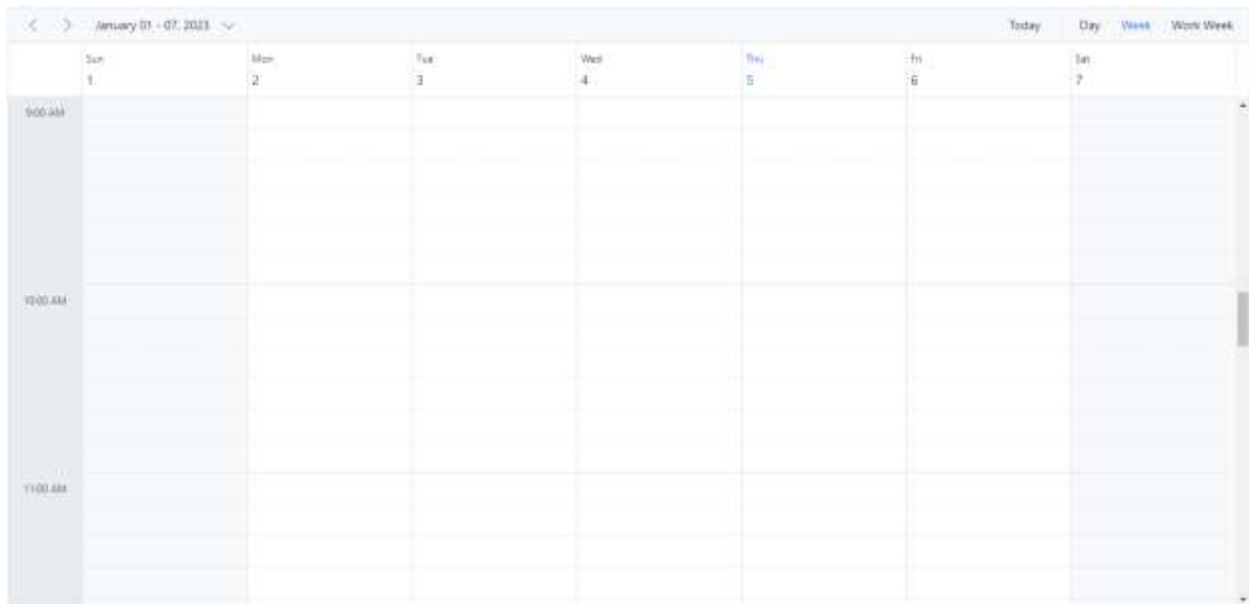 January 01 - 07, 2023 Today Day Week Work Week
Sun Mon Tue Wed Thu Fri Sat
1 2 3 4 5 6 7
9:00 AM
10:00 AM
11:00 AM